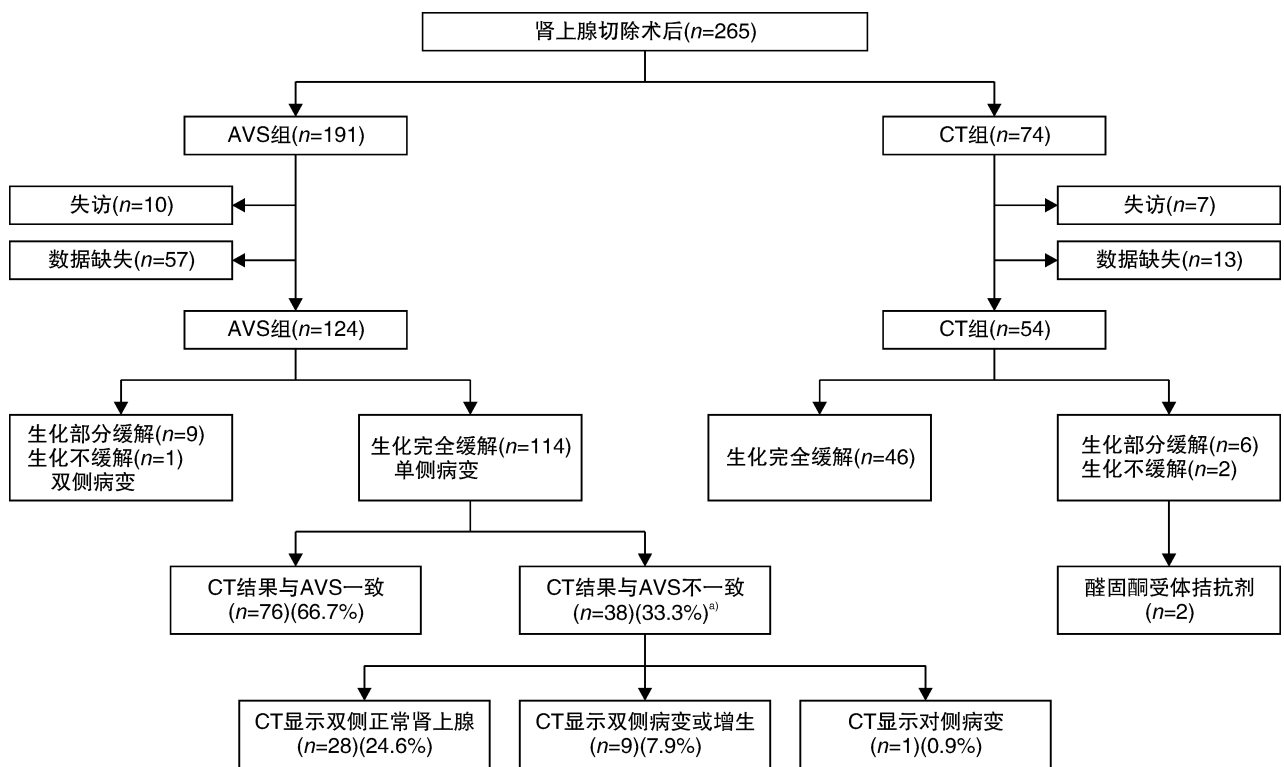 肾上腺切除术后(n=265)
AVS组(n=191)
CT组(n=74)
失访(n=10)
失访(n=7)
数据缺失(n=57)
数据缺失(n=13)
AVS组(n=124)
CT组(n=54)
生化部分缓解(n=9)
生化不缓解(n=1)
双侧病变
生化完全缓解(n=114)
单侧病变
生化完全缓解(n=46)
生化部分缓解(n=6)
生化不缓解(n=2)
CT结果与AVS一致
(n=76)(66.7%)
CT结果与AVS不一致
(n=38)(33.3%)a)
醛固酮受体拮抗剂
(n=2)
CT显示双侧正常肾上腺
(n=28)(24.6%)
CT显示双侧病变或增生
(n=9)(7.9%)
CT显示对侧病变
(n=1)(0.9%)